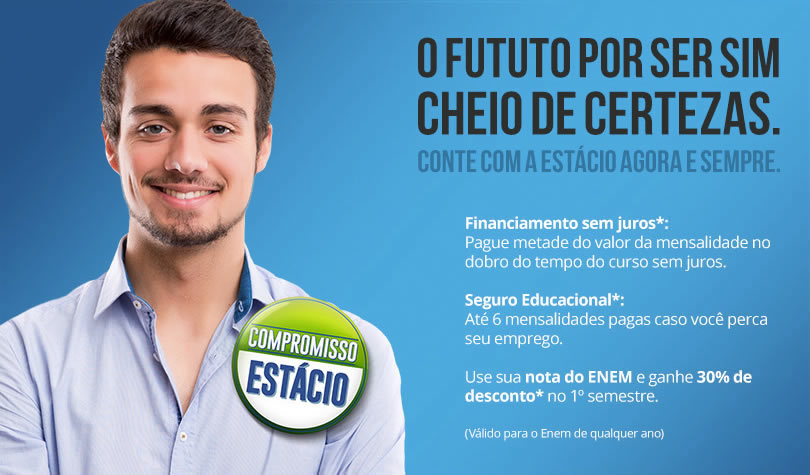 O FUTUTO POR SER SIM
CHEIO DE CERTEZAS.
CONTE COM A ESTÁCIO AGORA E SEMPRE.
Financiamento sem juros*:
Pague metade do valor da mensalidade no
dobro do tempo do curso sem juros.
Seguro Educacional*:
Até 6 mensalidades pagas caso você perca
seu emprego.
Use sua nota do ENEM e ganhe 30% de
desconto* no 1º semestre.
(Válido para o Enem de qualquer ano)
COMPROMISSO
ESTÁCIO